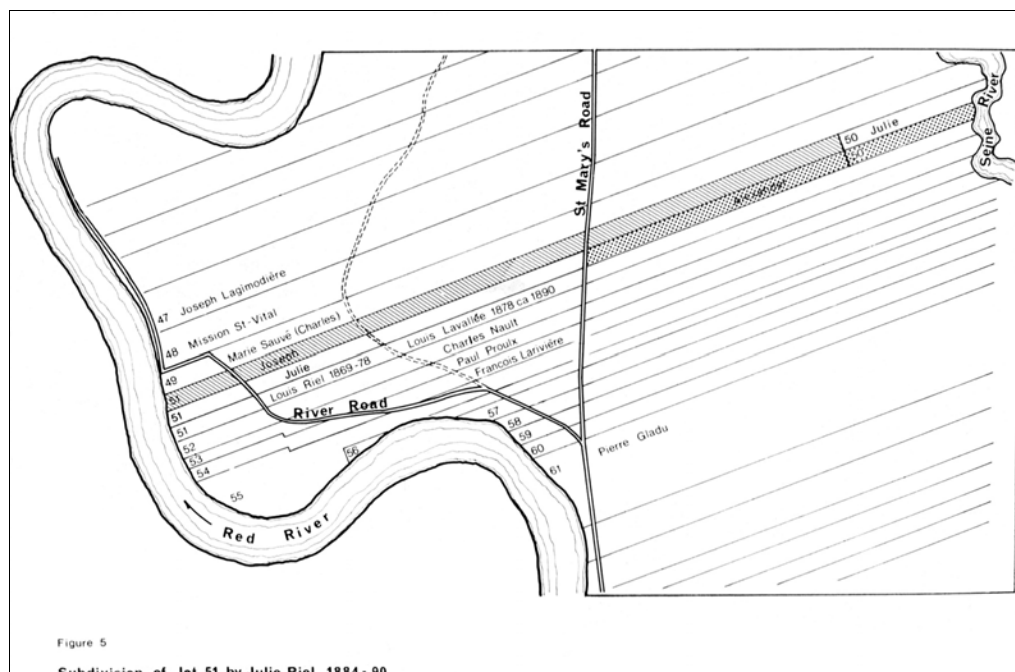 Seine River
50 Julie
50
St Mary's Road
Alexandre
47 Joseph Lagimodière
48 Mission St-Vital
49 Marie Sauvé (Charles)
51 Joseph
51 Julie
51 Louis Riel 1869-78
Louis Lavallée 1878 ca 1890
Charles Nault
Paul Proulx
Francois Larivière
52
53
54
55
56
57
58
59
60
61
River Road
Pierre Gladu
Red River
Figure 5
Subdivision of lot 51 by Julie Riel, 1884-90